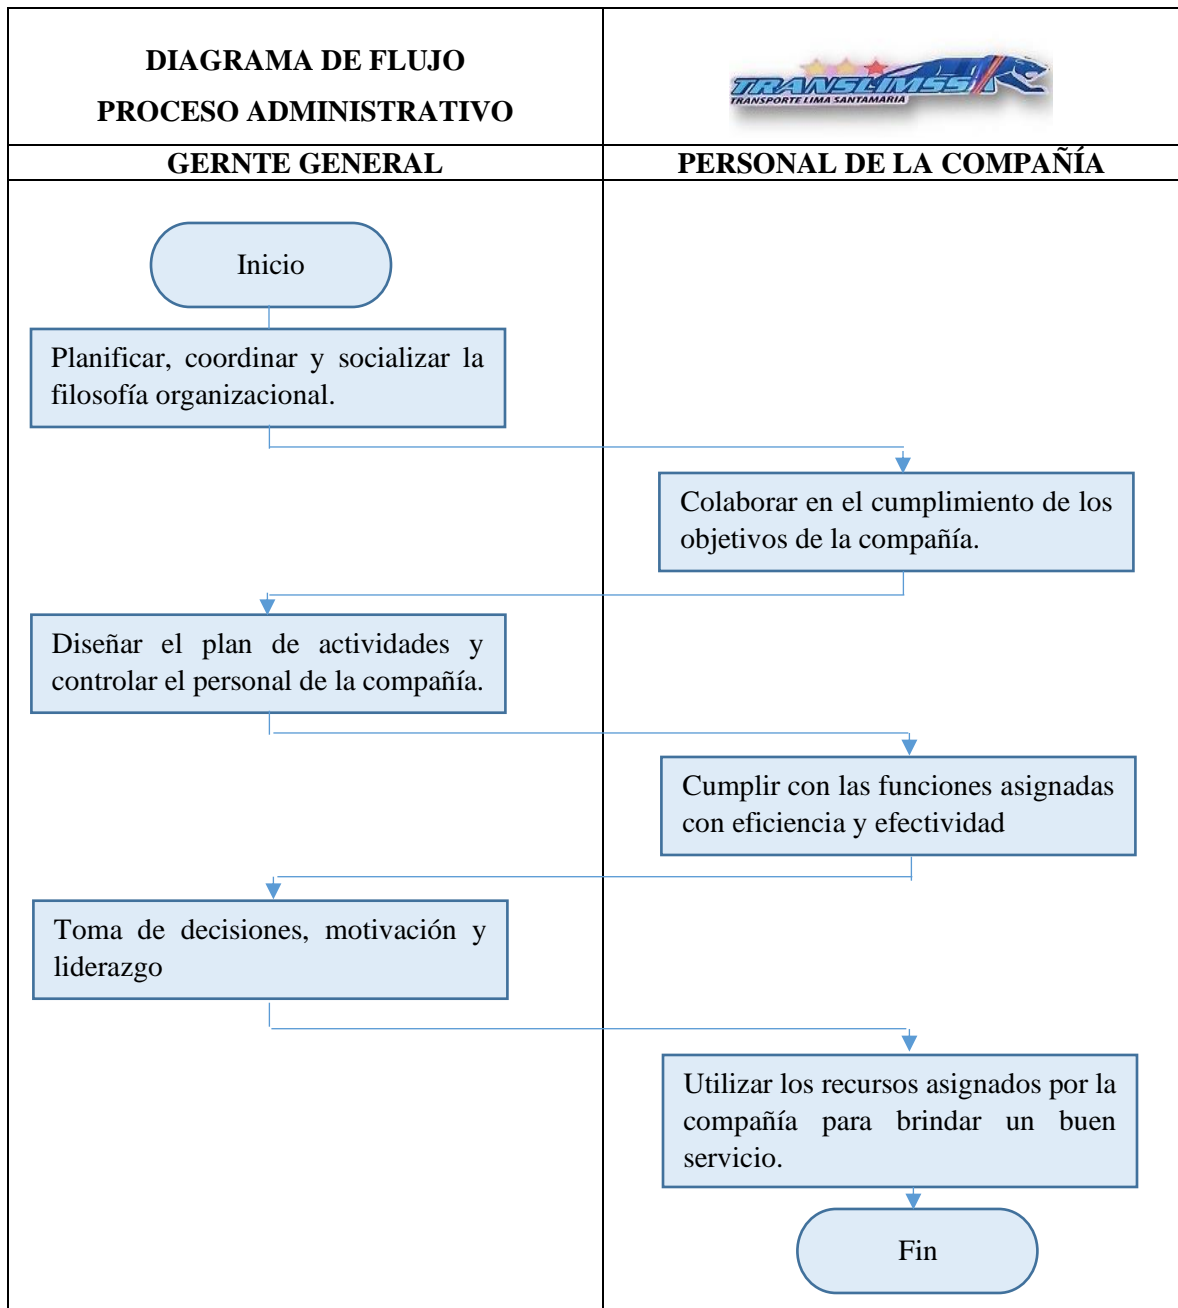 DIAGRAMA DE FLUJO
PROCESO ADMINISTRATIVO
TRANSLIMSS
TRANSPORTE LIMA SANTAMARIA
GERNTE GENERAL
PERSONAL DE LA COMPAÑÍA
Inicio
Planificar, coordinar y socializar la
filosofía organizacional.
Colaborar en el cumplimiento de los
objetivos de la compañía.
Diseñar el plan de actividades y
controlar el personal de la compañía.
Cumplir con las funciones asignadas
con eficiencia y efectividad
Toma de decisiones, motivación y
liderazgo
Utilizar los recursos asignados por la
compañía para brindar un buen
servicio.
Fin